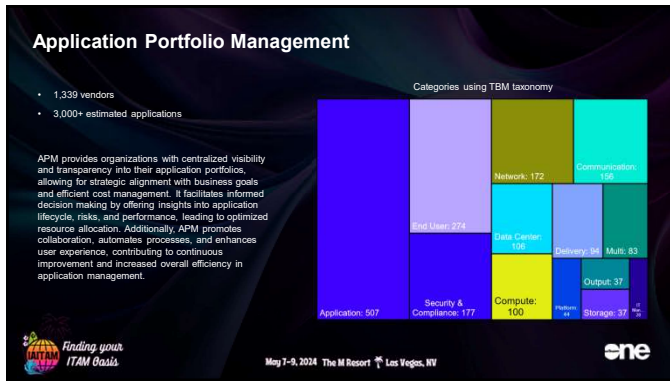 Application Portfolio Management
• 1,339 vendors
• 3,000+ estimated applications
APM provides organizations with centralized visibility
and transparency into their application portfolios,
allowing for strategic alignment with business goals
and efficient cost management. It facilitates informed
decision making by offering insights into application
lifecycle, risks, and performance, leading to optimized
resource allocation. Additionally, APM promotes
collaboration, automates processes, and enhances
user experience, contributing to continuous
improvement and increased overall efficiency in
application management.
Categories using TBM taxonomy
Application: 507
End User: 274
Security &
Compliance: 177
Network: 172
Communication:
156
Data Center:
106
Delivery: 94
Multi: 83
Compute:
100
Platform:
44
Output: 37
Storage: 37
IAITAM
Finding your
ITAM Oasis
May 7-9, 2024 The M Resort Las Vegas, NV
one